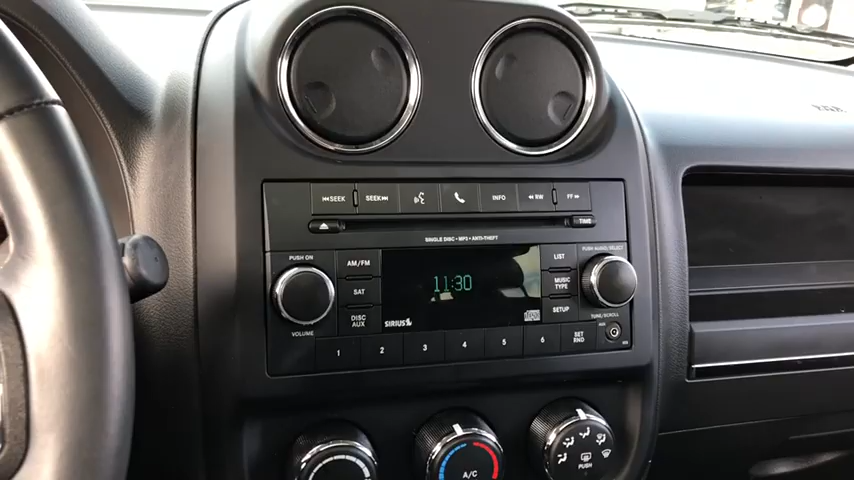 ⏮SEEK SEEK⏭ INFO ◀◀RW FF▶▶
TIME
SINGLE DISC • MP3 • ANTI-THEFT
PUSH ON AM/FM LIST PUSH AUDIO/SELECT
SAT 11:30 MUSIC
TYPE
DISC
AUX SETUP
VOLUME SIRIUS TUNE/SCROLL
1 2 3 4 5 6 SET
RND AUX
A/C PUSH